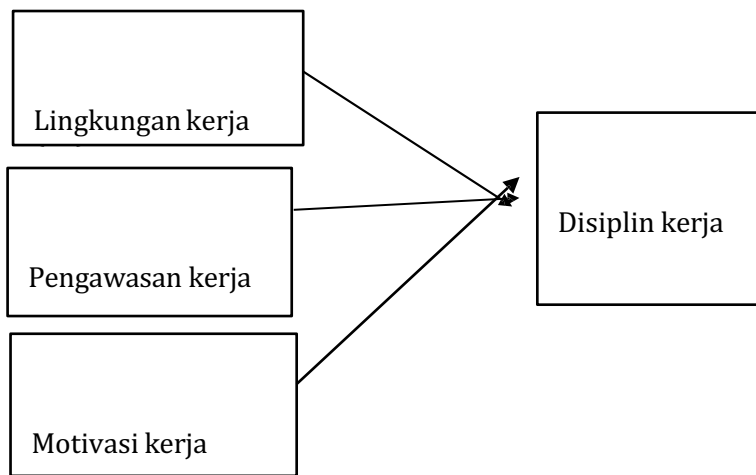 Lingkungan kerja
Pengawasan kerja
Motivasi kerja
Disiplin kerja